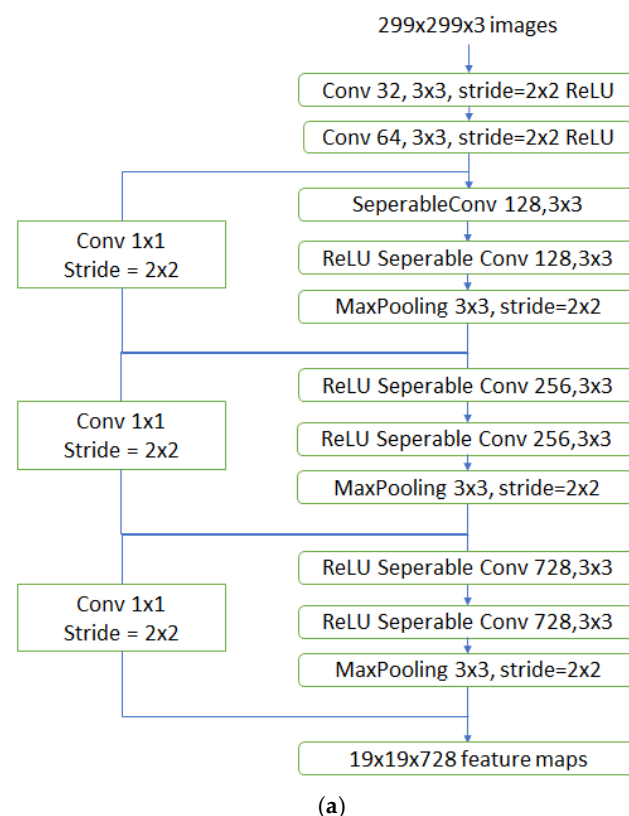 299x299x3 images
Conv 32, 3x3, stride=2x2 ReLU
Conv 64, 3x3, stride=2x2 ReLU
SeperableConv 128,3x3
Conv 1x1
Stride = 2x2
ReLU Seperable Conv 128,3x3
MaxPooling 3x3, stride=2x2
ReLU Seperable Conv 256,3x3
Conv 1x1
Stride = 2x2
ReLU Seperable Conv 256,3x3
MaxPooling 3x3, stride=2x2
ReLU Seperable Conv 728,3x3
Conv 1x1
Stride = 2x2
ReLU Seperable Conv 728,3x3
MaxPooling 3x3, stride=2x2
19x19x728 feature maps
(a)